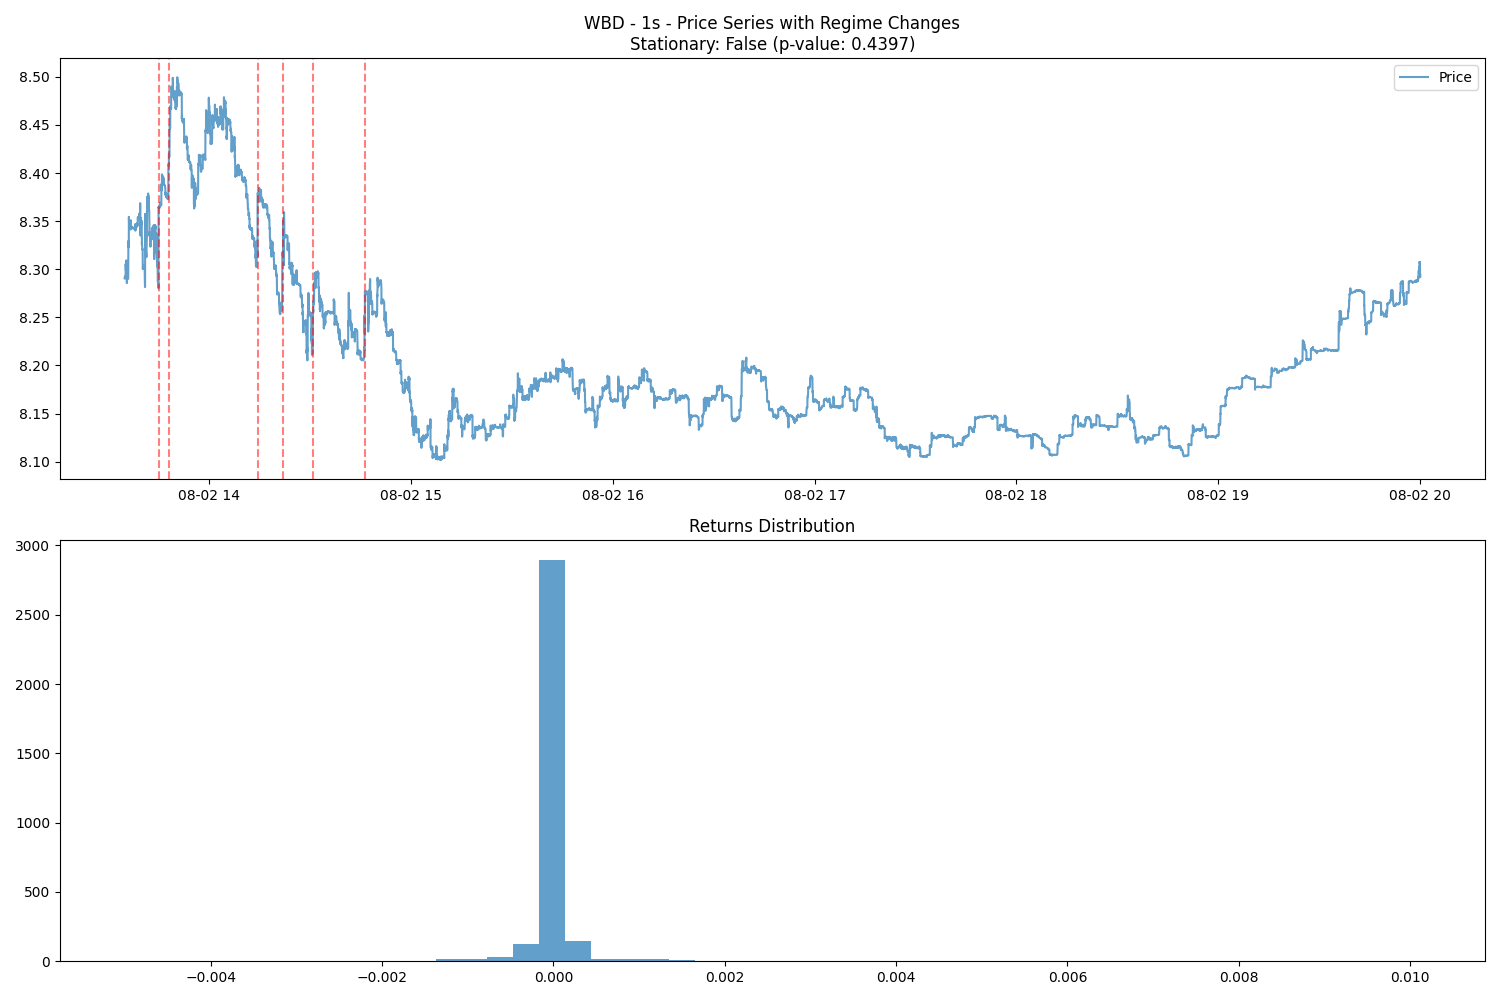 WBD - 1s - Price Series with Regime Changes
Stationary: False (p-value: 0.4397)
Price
8.50
8.45
8.40
8.35
8.30
8.25
8.20
8.15
8.10
08-02 14 08-02 15 08-02 16 08-02 17 08-02 18 08-02 19 08-02 20
Returns Distribution
3000
2500
2000
1500
1000
500
0
−0.004 −0.002 0.000 0.002 0.004 0.006 0.008 0.010